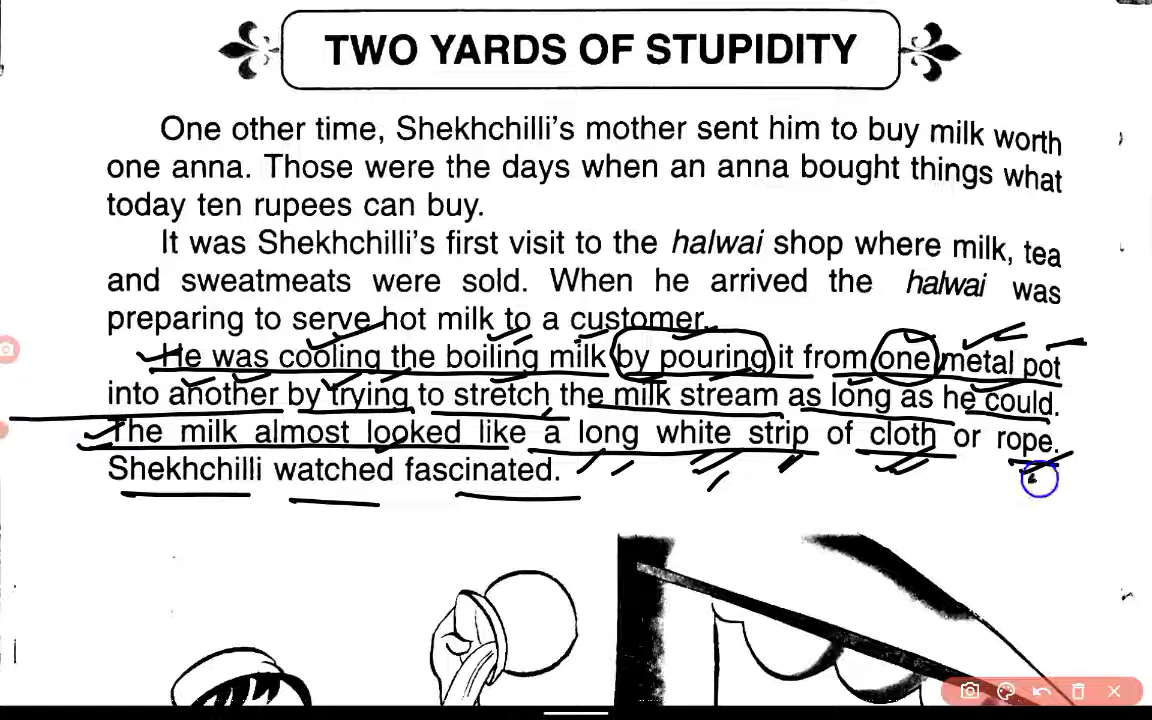 TWO YARDS OF STUPIDITY
One other time, Shekhchilli's mother sent him to buy milk worth
one anna. Those were the days when an anna bought things what
today ten rupees can buy.
It was Shekhchilli's first visit to the halwai shop where milk, tea
and sweatmeats were sold. When he arrived the halwai was
preparing to serve hot milk to a customer.
He was cooling the boiling milk by pouring it from one metal pot
into another by trying to stretch the milk stream as long as he could.
The milk almost looked like a long white strip of cloth or rope.
Shekhchilli watched fascinated.